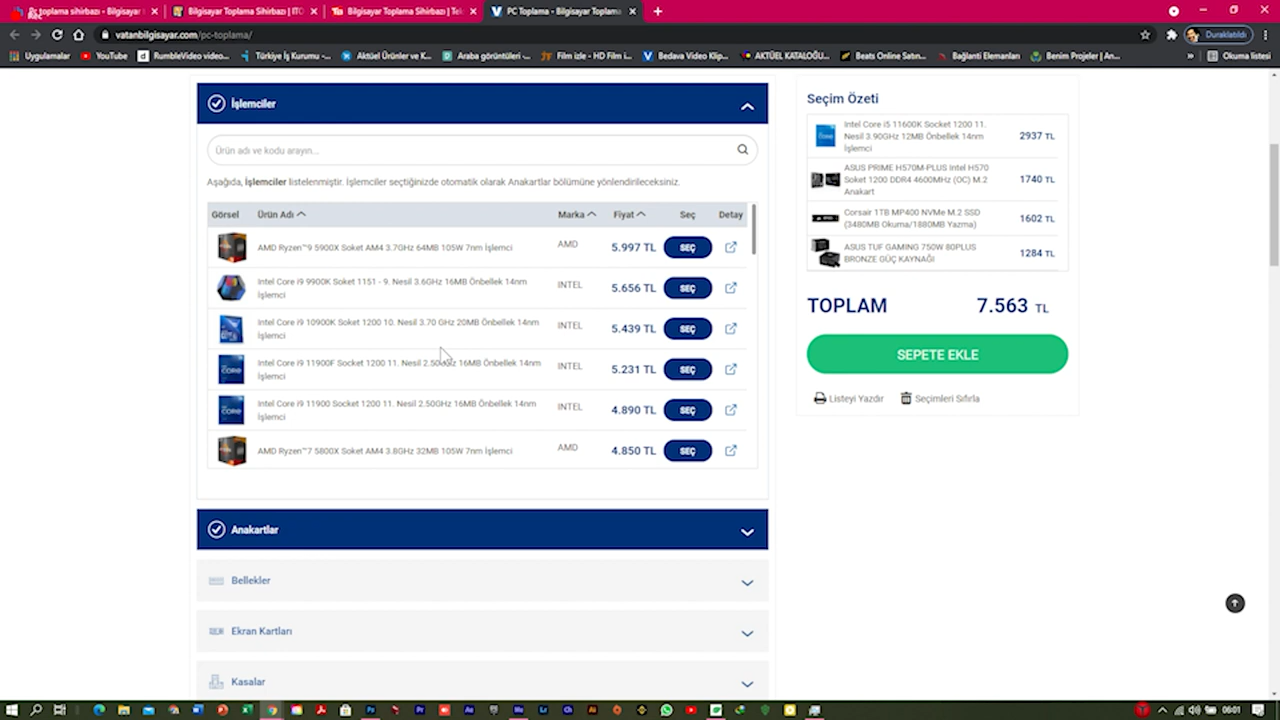 Pc toplama sihirbazı - Bilgisayar
Bilgisayar Toplama Sihirbazı | İTO
Bilgisayar Toplama Sihirbazı | Tek
PC Toplama - Bilgisayar Toplama
vatanbilgisayar.com/pc-toplama/
Duraklatıldı
Uygulamalar
YouTube
RumbleVideo video...
Türkiye İş Kurumu -...
Aktüel Ürünler ve K...
Araba görüntüleri -...
Film izle - HD Film i...
Bedava Video Klip...
AKTÜEL KATALOĞU...
Beats Online Satın...
Bağlanti Elemanları
Benim Projeler | An...
»
Okuma listesi
İşlemciler
Ürün adı ve kodu arayın...
Aşağıda, İşlemciler listelenmiştir. İşlemciler seçtiğinizde otomatik olarak Anakartlar bölümüne yönlendirileceksiniz.
Görsel Ürün Adı Marka Fiyat Seç Detay
AMD Ryzen™9 5900X Soket AM4 3.7GHz 64MB 105W 7nm İşlemci AMD 5.997 TL SEÇ
Intel Core i9 9900K Soket 1151 - 9. Nesil 3.6GHz 16MB Önbellek 14nm
İşlemci
INTEL 5.656 TL SEÇ
Intel Core i9 10900K Soket 1200 10. Nesil 3.70 GHz 20MB Önbellek 14nm
İşlemci
INTEL 5.439 TL SEÇ
Intel Core i9 11900F Socket 1200 11. Nesil 2.50GHz 16MB Önbellek 14nm
İşlemci
INTEL 5.231 TL SEÇ
Intel Core i9 11900 Socket 1200 11. Nesil 2.50GHz 16MB Önbellek 14nm
İşlemci
INTEL 4.890 TL SEÇ
AMD Ryzen™7 5800X Soket AM4 3.8GHz 32MB 105W 7nm İşlemci AMD 4.850 TL SEÇ
Anakartlar
Bellekler
Ekran Kartları
Kasalar
Seçim Özeti
Intel Core i5 11600K Socket 1200 11.
Nesil 3.90GHz 12MB Önbellek 14nm
İşlemci
2937 TL
ASUS PRIME H570M-PLUS Intel H570
Soket 1200 DDR4 4600MHz (OC) M.2
Anakart
1740 TL
Corsair 1TB MP400 NVMe M.2 SSD
(3480MB Okuma/1880MB Yazma)
1602 TL
ASUS TUF GAMING 750W 80PLUS
BRONZE GÜÇ KAYNAĞI
1284 TL
TOPLAM 7.563 TL
SEPETE EKLE
Listeyi Yazdır
Seçimleri Sıfırla
06:01